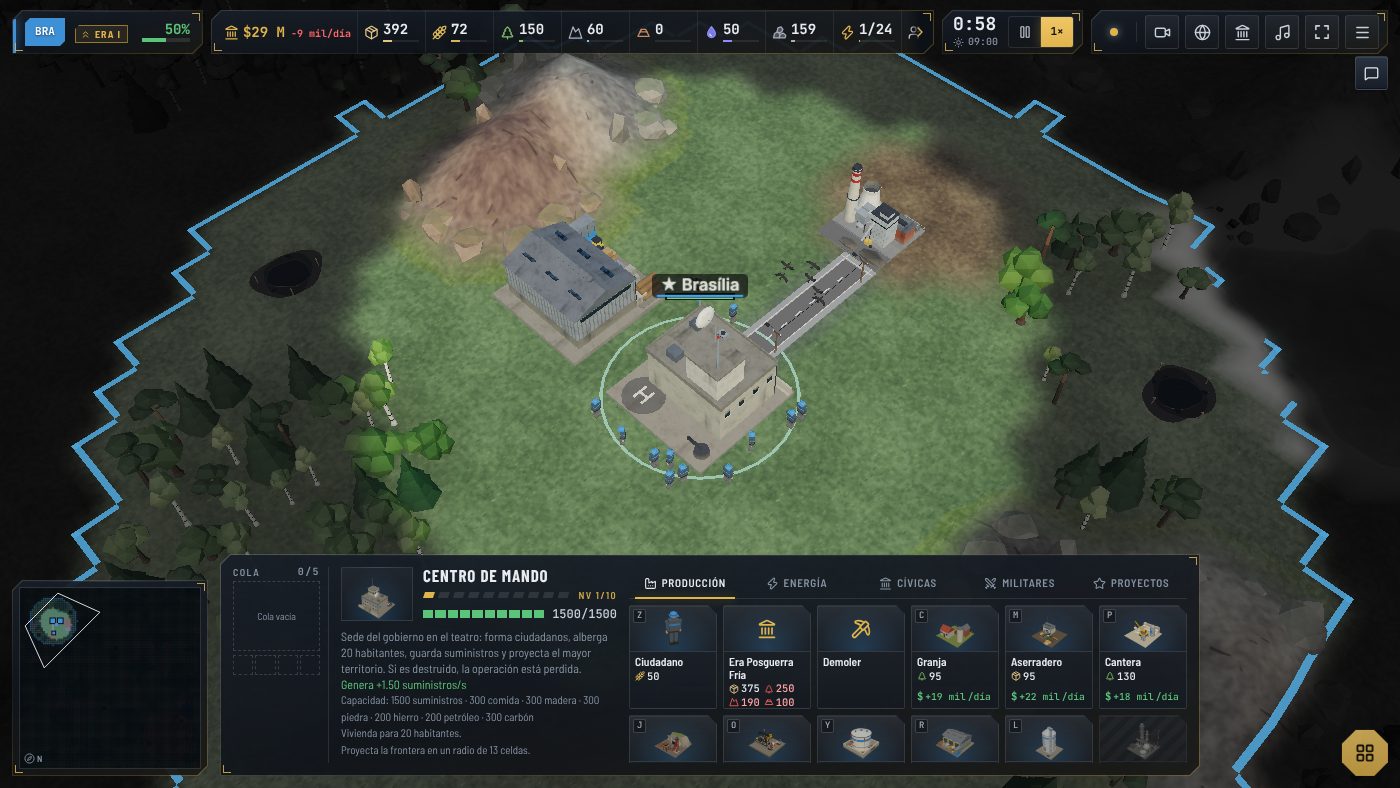 BRA
ERA I
50%
$29 M -9 mil/día
392
72
150
60
0
50
159
1/24
0:58
09:00
1×
★ Brasília
H
COLA 0/5
Cola vacía
CENTRO DE MANDO
NV 1/10
1500/1500
Sede del gobierno en el teatro: forma ciudadanos, alberga
20 habitantes, guarda suministros y proyecta el mayor
territorio. Si es destruido, la operación está perdida.
Genera +1.50 suministros/s
Capacidad: 1500 suministros · 300 comida · 300 madera · 300
piedra · 200 hierro · 200 petróleo · 300 carbón
Vivienda para 20 habitantes.
Proyecta la frontera en un radio de 13 celdas.
PRODUCCIÓN
ENERGÍA
CÍVICAS
MILITARES
PROYECTOS
Z
Ciudadano
50
Era Posguerra
Fría
375 250
190 100
Demoler
C
Granja
95
$+19 mil/día
M
Aserradero
95
$+22 mil/día
P
Cantera
130
$+18 mil/día
J
O
Y
R
L
N